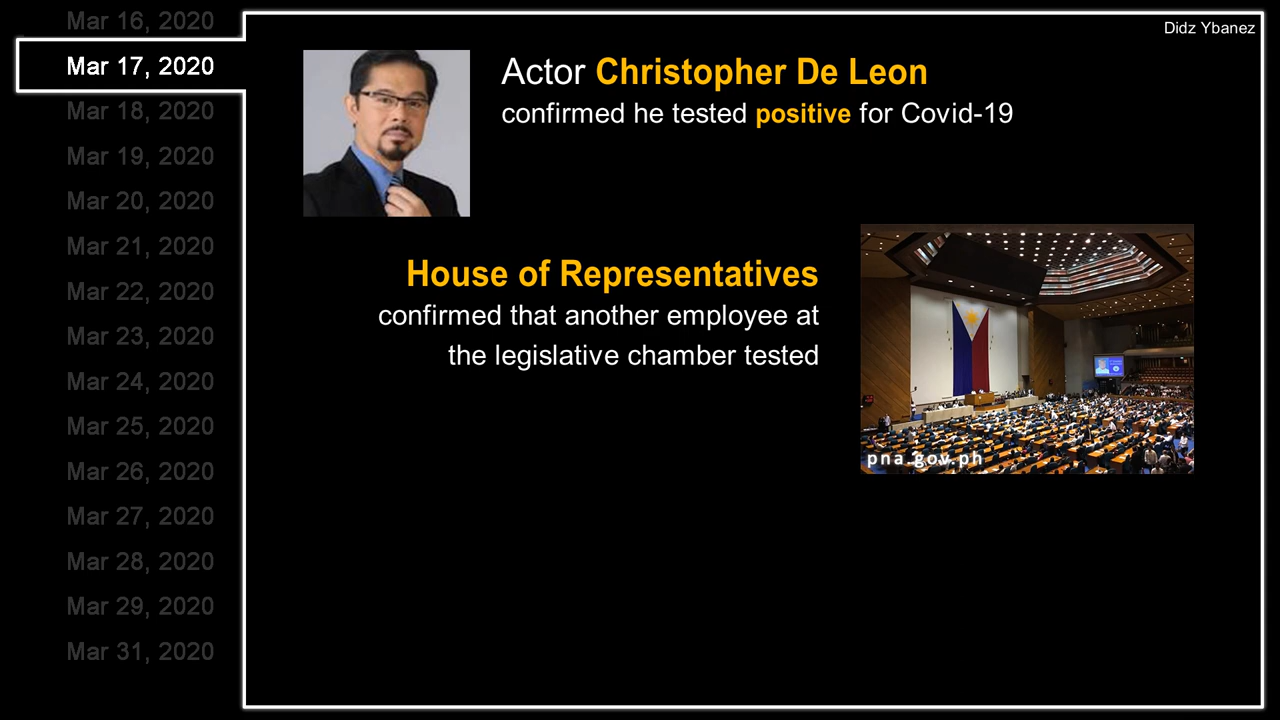 Mar 16, 2020
Mar 17, 2020
Mar 18, 2020
Mar 19, 2020
Mar 20, 2020
Mar 21, 2020
Mar 22, 2020
Mar 23, 2020
Mar 24, 2020
Mar 25, 2020
Mar 26, 2020
Mar 27, 2020
Mar 28, 2020
Mar 29, 2020
Mar 31, 2020
Didz Ybanez
Actor Christopher De Leon
confirmed he tested positive for Covid-19
House of Representatives
confirmed that another employee at
the legislative chamber tested
pna.gov.ph